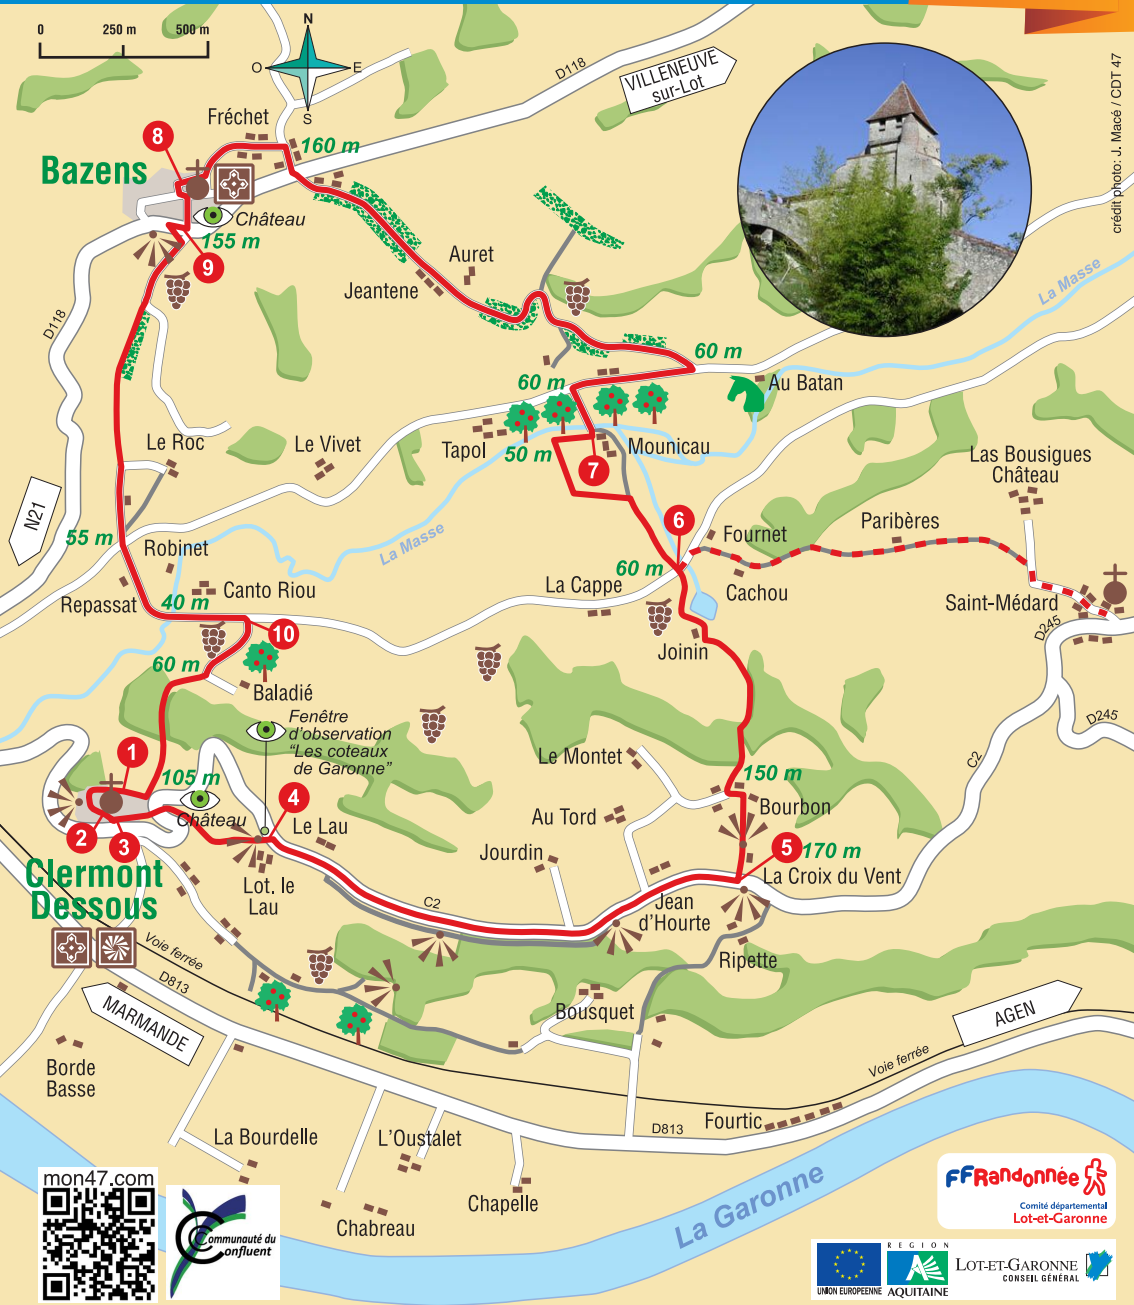 0 250 m 500 m
N
O
E
S
D118
VILLENEUVE
sur-Lot
crédit photo: J. Macé / CDT 47
Fréchet
8
160 m
Bazens
Château
155 m
9
Auret
Jeantene
La Masse
D118
60 m
60 m
Au Batan
Le Roc
Le Vivet
Tapol
50 m
Mounicau
7
Las Bousigues
Château
N21
6
Fournet
Paribères
55 m
Robinet
La Masse
60 m
La Cappe
Cachou
Repassat
40 m
Canto Riou
Saint-Médard
D245
10
Joinin
60 m
Baladié
D245
Fenêtre
d'observation
"Les coteaux
de Garonne"
1
105 m
Le Montet
150 m
C2
Château
4
Bourbon
2
3
Le Lau
Au Tord
Jourdin
5
170 m
La Croix du Vent
Clermont
Dessous
Lot. le
Lau
C2
Jean
d'Hourte
Voie ferrée
Ripette
D813
MARMANDE
Bousquet
AGEN
Borde
Basse
Voie ferrée
Fourtic
D813
La Bourdelle
L'Oustalet
Chapelle
Chabreau
La Garonne
mon47.com
Communauté du
Confluent
FFRandonnée
Comité départemental
Lot-et-Garonne
UNION EUROPEENNE
REGION
AQUITAINE
LOT-ET-GARONNE
CONSEIL GÉNÉRAL